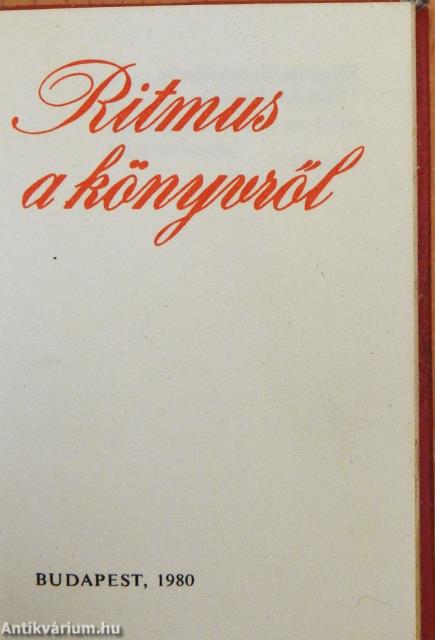 Ritmus
a könyvről
BUDAPEST, 1980
Antikvárium.hu